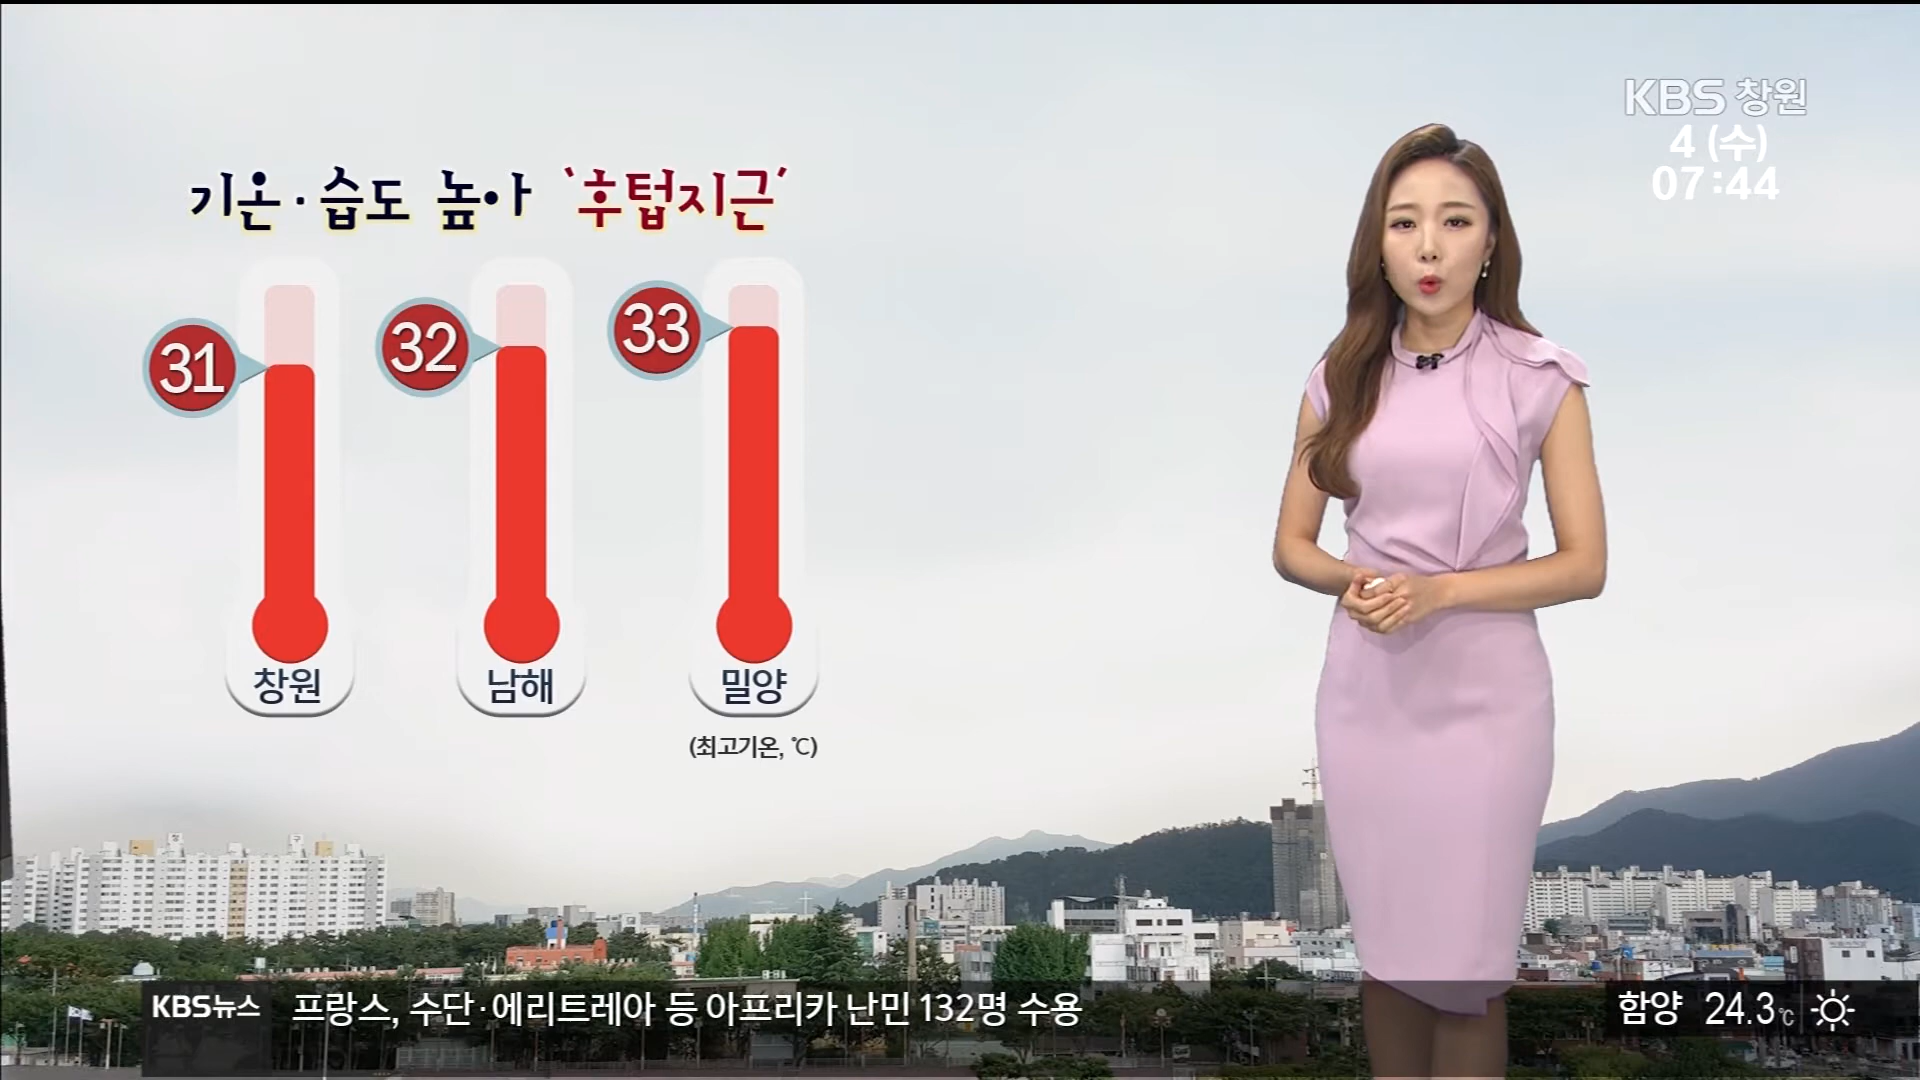 KBS 창원
4 (수)
07:44
기온·습도 높아 '후텁지근'
31
32
33
창원
남해
밀양
(최고기온, ℃)
KBS뉴스 프랑스, 수단·에리트레아 등 아프리카 난민 132명 수용
함양 24.3℃